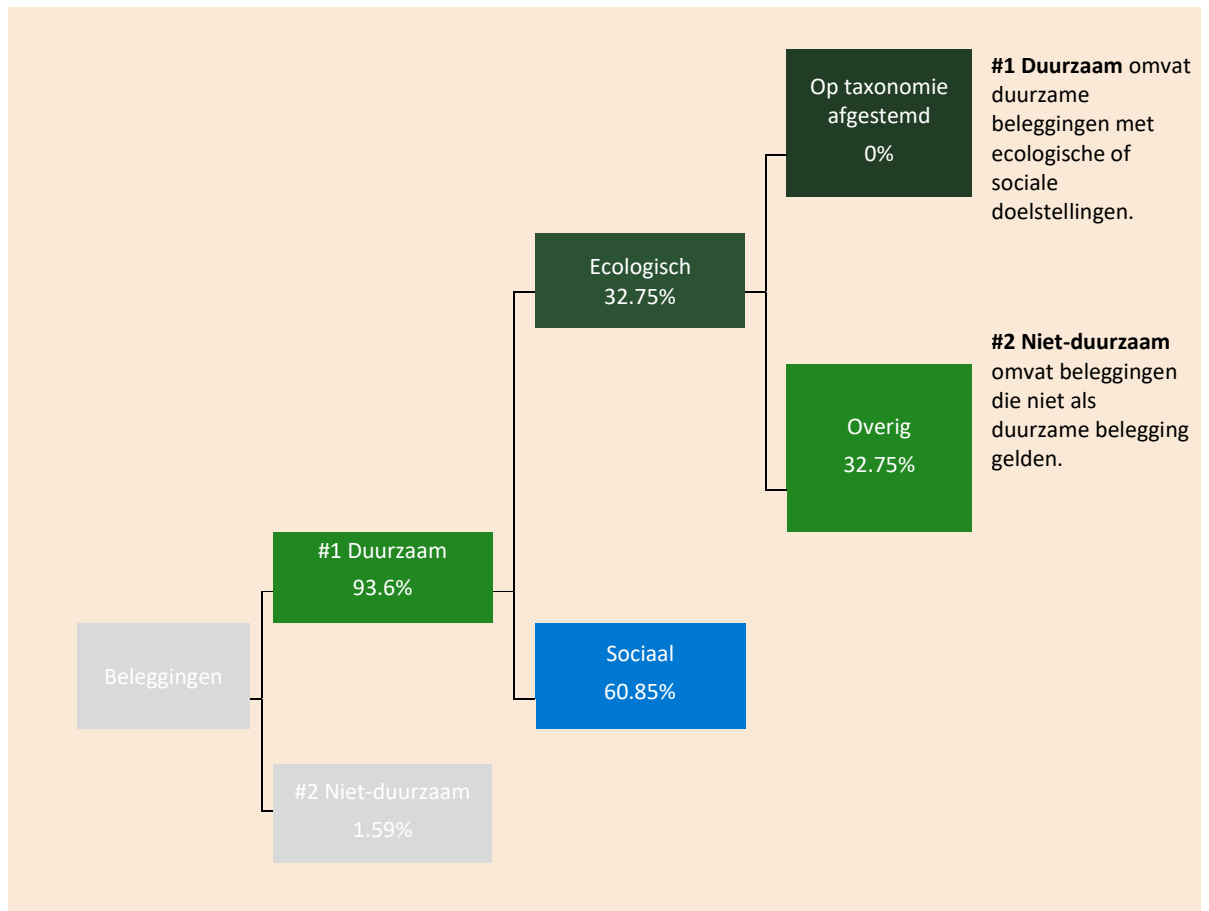 Op taxonomie
afgestemd
0%
#1 Duurzaam omvat
duurzame
beleggingen met
ecologische of
sociale
doelstellingen.
Ecologisch
32.75%
#2 Niet-duurzaam
omvat beleggingen
die niet als
duurzame belegging
gelden.
Overig
32.75%
#1 Duurzaam
93.6%
Sociaal
60.85%
Beleggingen
#2 Niet-duurzaam
1.59%